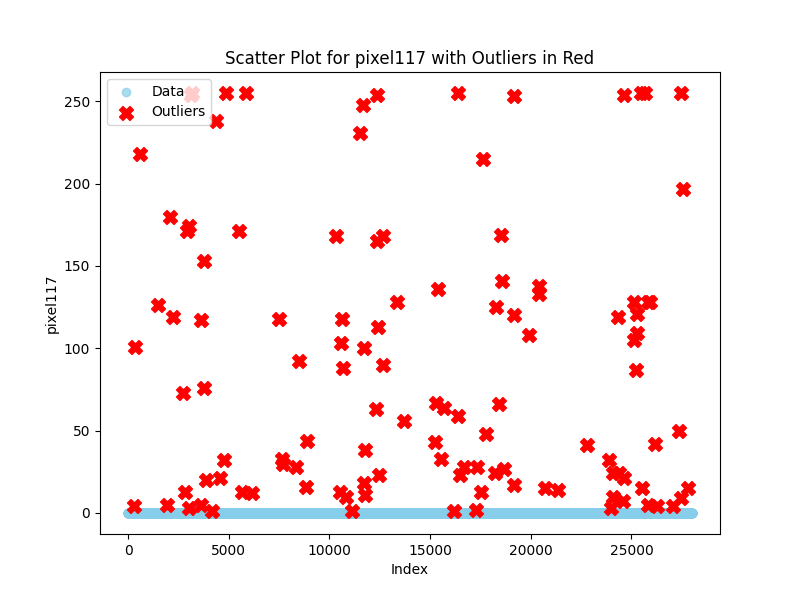 Scatter Plot for pixel117 with Outliers in Red
Data
Outliers
250
200
150
100
50
0
pixel117
0 5000 10000 15000 20000 25000
Index